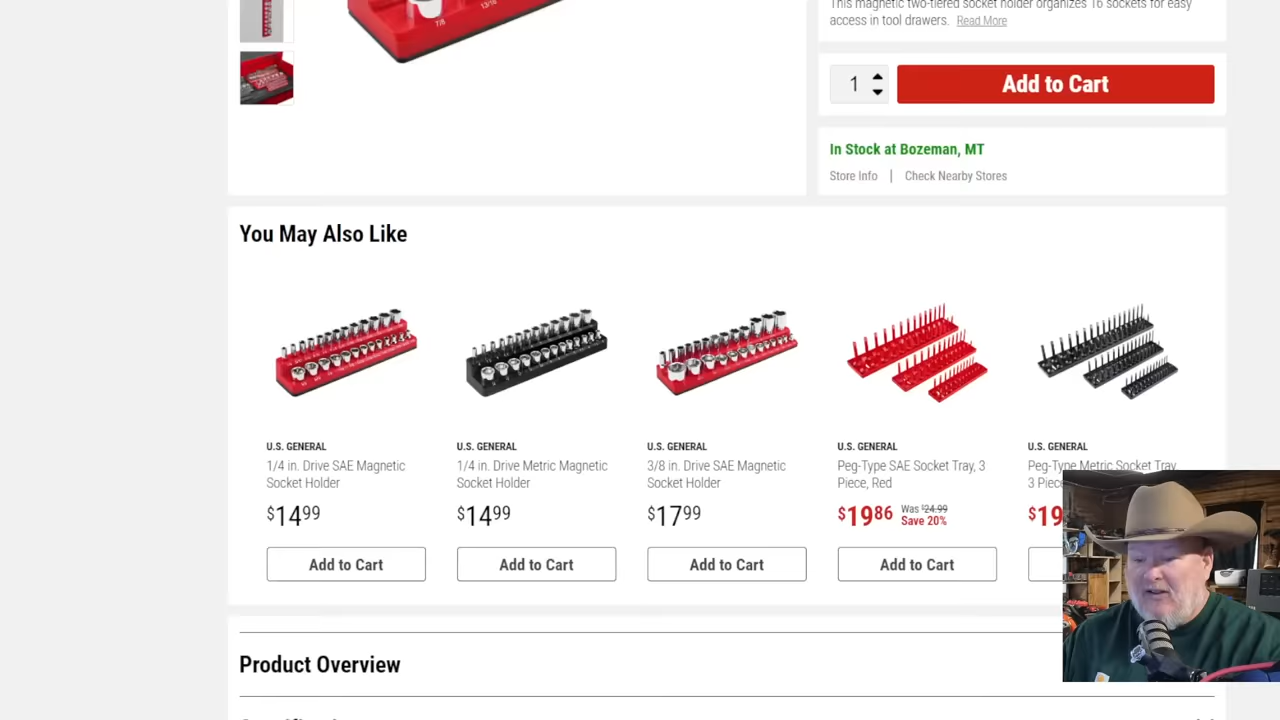 7/8 13/16
This magnetic two-tiered socket holder organizes 16 sockets for easy
access in tool drawers. Read More
1 Add to Cart
In Stock at Bozeman, MT
Store Info | Check Nearby Stores
You May Also Like
U.S. GENERAL
1/4 in. Drive SAE Magnetic
Socket Holder
$14.99
Add to Cart
U.S. GENERAL
1/4 in. Drive Metric Magnetic
Socket Holder
$14.99
Add to Cart
U.S. GENERAL
3/8 in. Drive SAE Magnetic
Socket Holder
$17.99
Add to Cart
U.S. GENERAL
Peg-Type SAE Socket Tray, 3
Piece, Red
$19.86 Was $24.99
Save 20%
Add to Cart
U.S. GENERAL
Peg-Type Metric Socket Tray,
3 Piece
$19
Product Overview